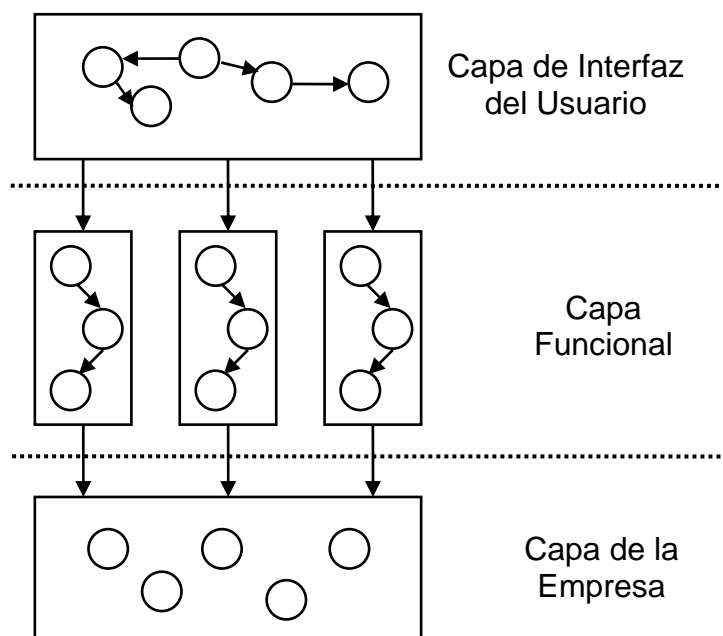 Capa de Interfaz
del Usuario
Capa
Funcional
Capa de la
Empresa